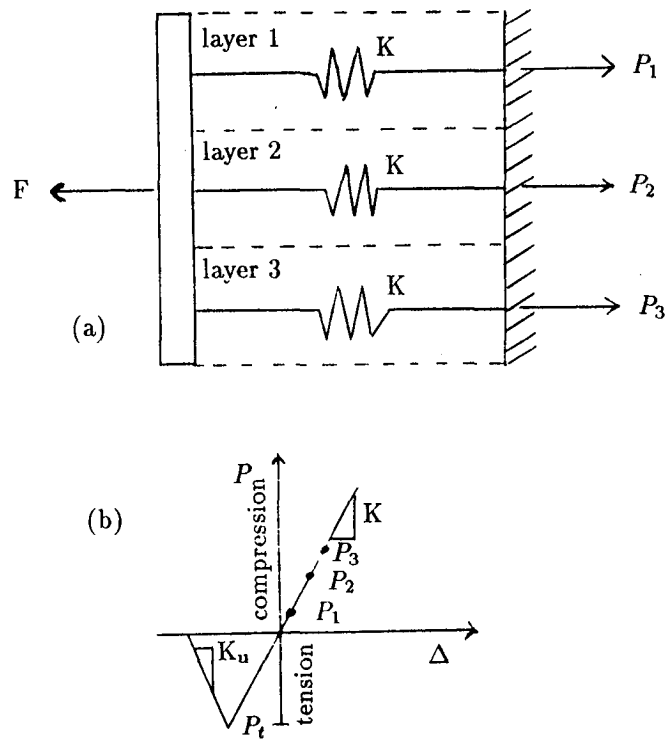 layer 1
K
P₁
layer 2
K
F
P₂
layer 3
K
P₃
(a)
P
compression
K
(b)
P₃
P₂
P₁
Δ
Kᵤ
Pₜ
tension